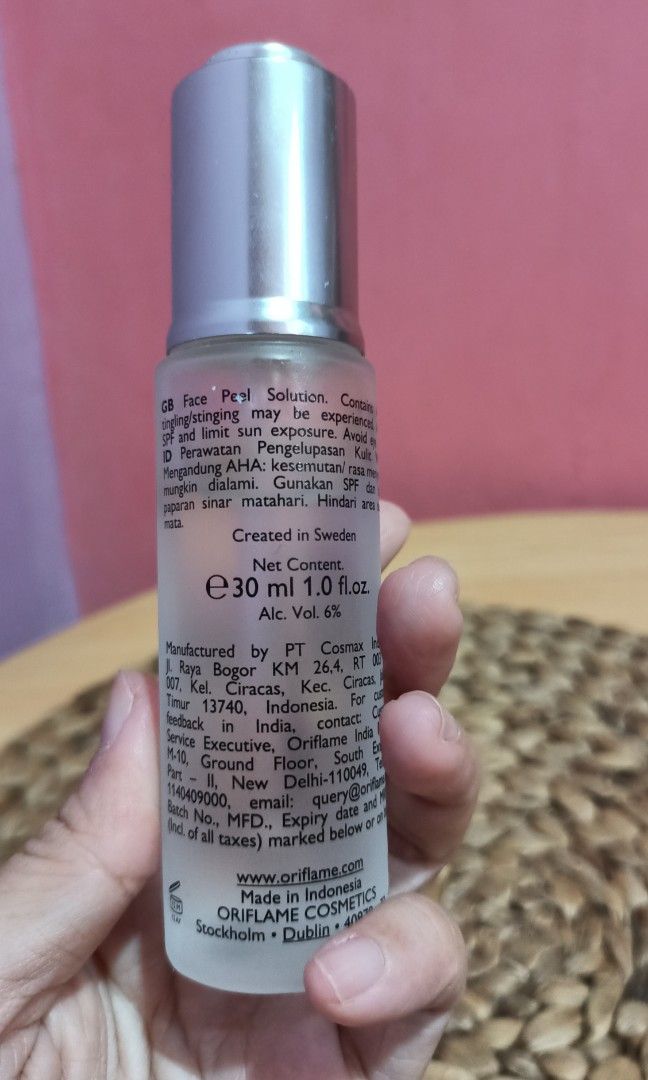 GB Face Peel Solution. Contains
tingling/stinging may be experienced.
SPF and limit sun exposure. Avoid
ID Perawatan Pengelupasan Kulit
Mengandung AHA: kesemutan/ rasa
mungkin dialami. Gunakan SPF dan
paparan sinar matahari. Hindari area
mata.
Created in Sweden
Net Content.
℮30 ml 1.0 fl.oz.
Alc. Vol. 6%
Manufactured by PT Cosmax
Jl. Raya Bogor KM 26,4, RT
007, Kel. Ciracas, Kec. Ciracas,
Timur 13740, Indonesia. For
feedback in India, contact:
Service Executive, Oriflame India
M-10, Ground Floor, South
Part - II, New Delhi-110049,
1140409000, email: query@oriflame
Batch No., MFD., Expiry date and
(Incl. of all taxes) marked below or on
www.oriflame.com
Made in Indonesia
ORIFLAME COSMETICS
Stockholm • Dublin •